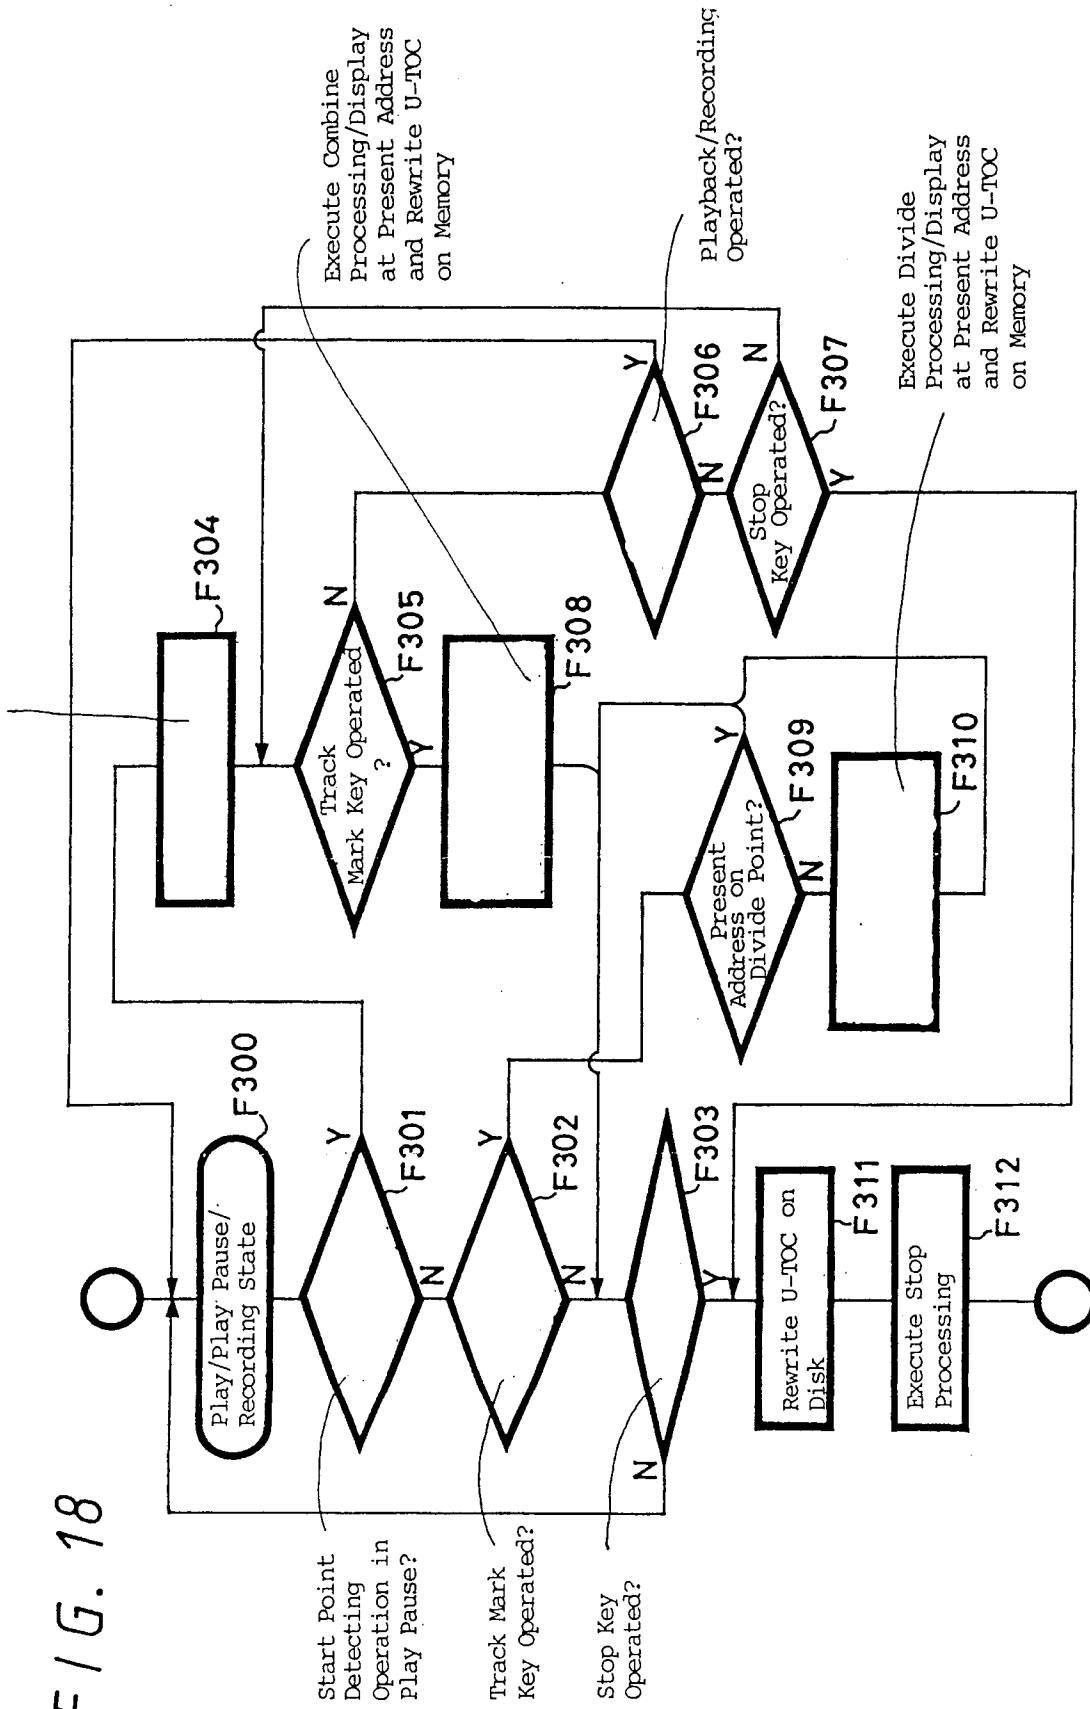 FIG. 18
Play/Play Pause/
Recording State
F300
Start Point
Detecting
Operation in
Play Pause?
Y
F301
N
Track Mark
Key Operated?
Y
F302
N
Stop Key
Operated?
N
F303
Y
Rewrite U-TOC on
Disk
F311
Execute Stop
Processing
F312
F304
Track
Mark Key Operated
?
N
F305
Y
Execute Combine
Processing/Display
at Present Address
and Rewrite U-TOC
on Memory
F308
Playback/Recording
Operated?
Y
F306
N
Stop
Key Operated?
N
F307
Y
Present
Address on
Divide Point?
Y
F309
N
Execute Divide
Processing/Display
at Present Address
and Rewrite U-TOC
on Memory
F310